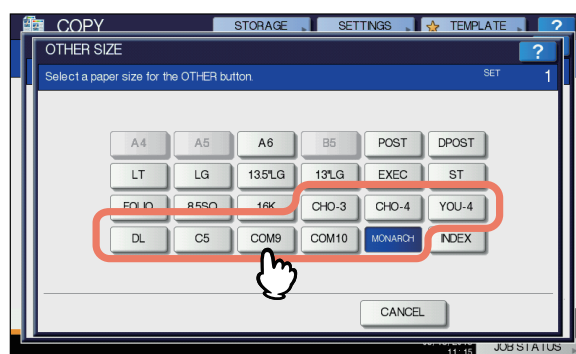 COPY STORAGE SETTINGS TEMPLATE ?
OTHER SIZE ?
Select a paper size for the OTHER button. SET 1
A4 A5 A6 B5 POST DPOST
LT LG 13.5"LG 13"LG EXEC ST
FOLIO 8.5SQ 16K CHO-3 CHO-4 YOU-4
DL C5 COM9 COM10 MONARCH INDEX
CANCEL
11:15 JOB STATUS